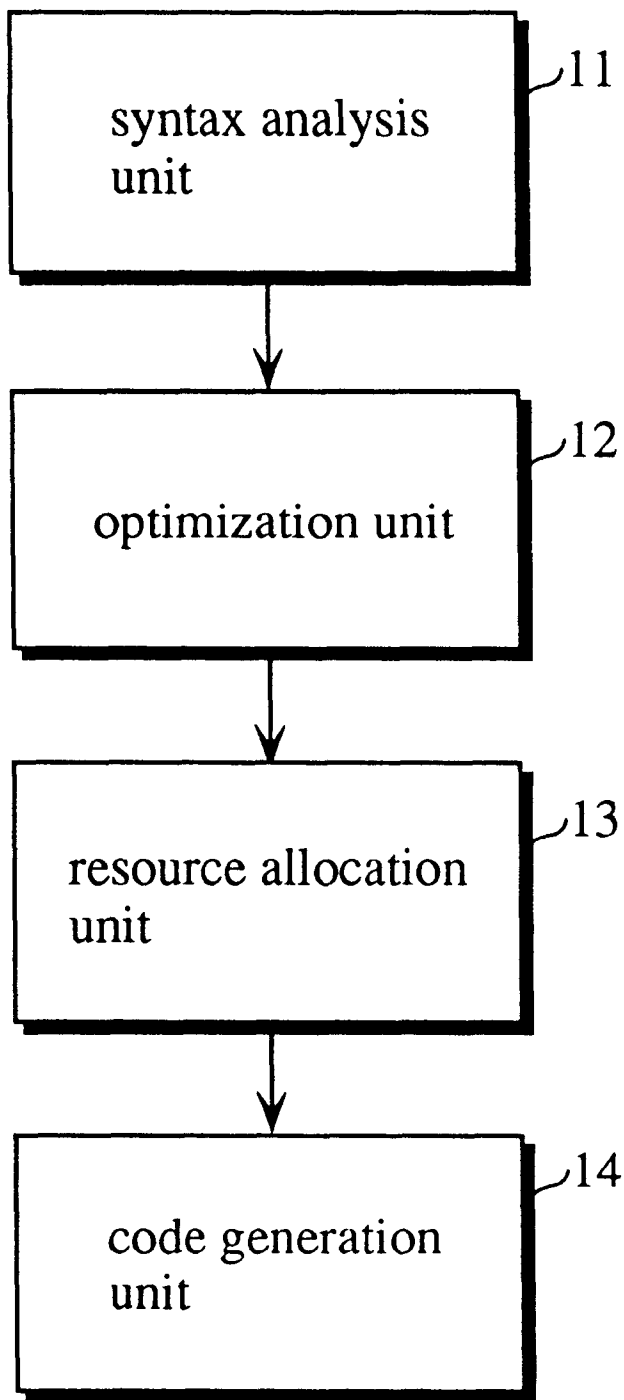 11
syntax analysis
unit
12
optimization unit
13
resource allocation
unit
14
code generation
unit